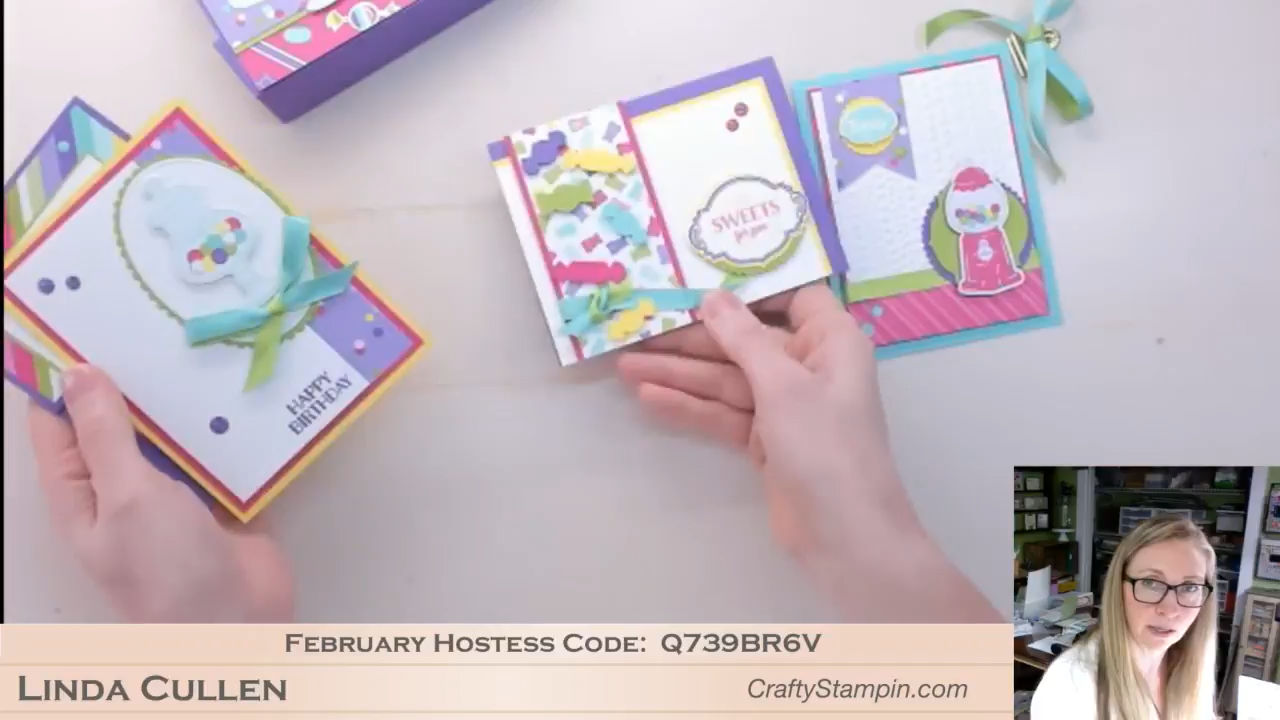 SWEETS
for you
HAPPY
BIRTHDAY
FEBRUARY HOSTESS CODE: Q739BR6V
LINDA CULLEN
CraftyStampin.com